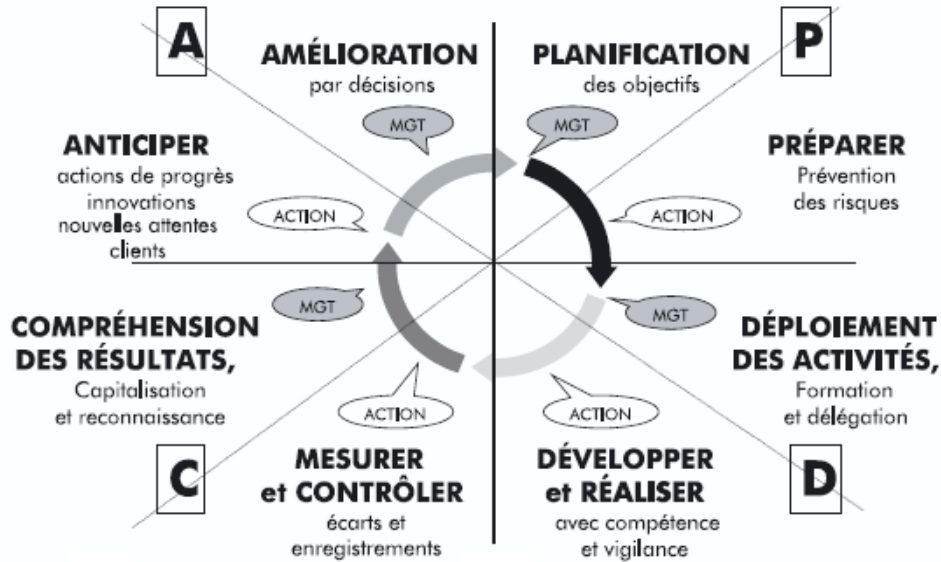 A
AMÉLIORATION
par décisions
MGT
PLANIFICATION
des objectifs
MGT
P
ANTICIPER
actions de progrès
innovations
nouvelles attentes
clients
ACTION
ACTION
PRÉPARER
Prévention
des risques
COMPRÉHENSION
DES RÉSULTATS,
Capitalisation
et reconnaissance
MGT
MGT
DÉPLOIEMENT
DES ACTIVITÉS,
Formation
et délégation
C
MESURER
et CONTRÔLER
écarts et
enregistrements
ACTION
ACTION
DÉVELOPPER
et RÉALISER
avec compétence
et vigilance
D